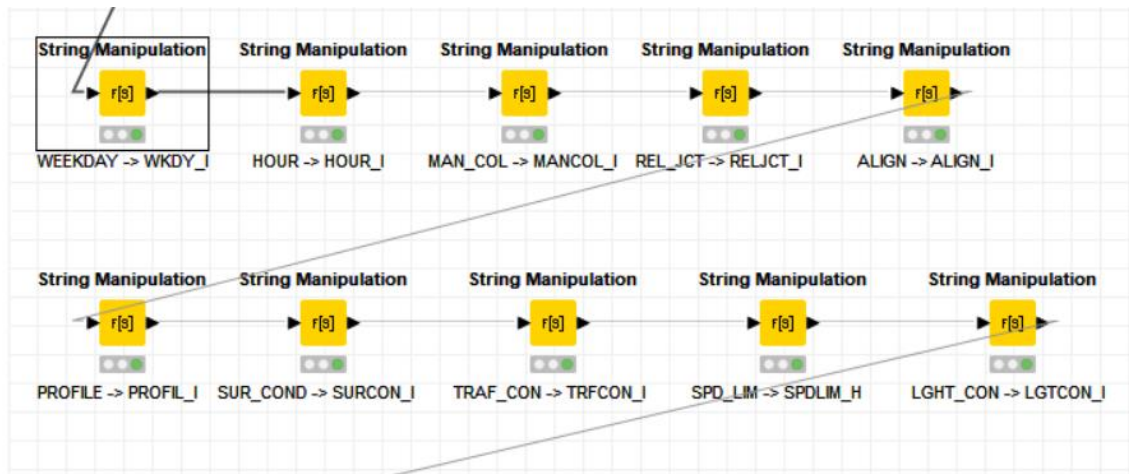 String Manipulation String Manipulation String Manipulation String Manipulation String Manipulation
f[s] f[s] f[s] f[s] f[s]
WEEKDAY -> WKDY_I HOUR -> HOUR_I MAN_COL -> MANCOL_I REL_JCT -> RELJCT_I ALIGN -> ALIGN_I
String Manipulation String Manipulation String Manipulation String Manipulation String Manipulation
f[s] f[s] f[s] f[s] f[s]
PROFILE -> PROFIL_I SUR_COND -> SURCON_I TRAF_CON -> TRFCON_I SPD_LIM -> SPDLIM_H LGHT_CON -> LGTCON_I